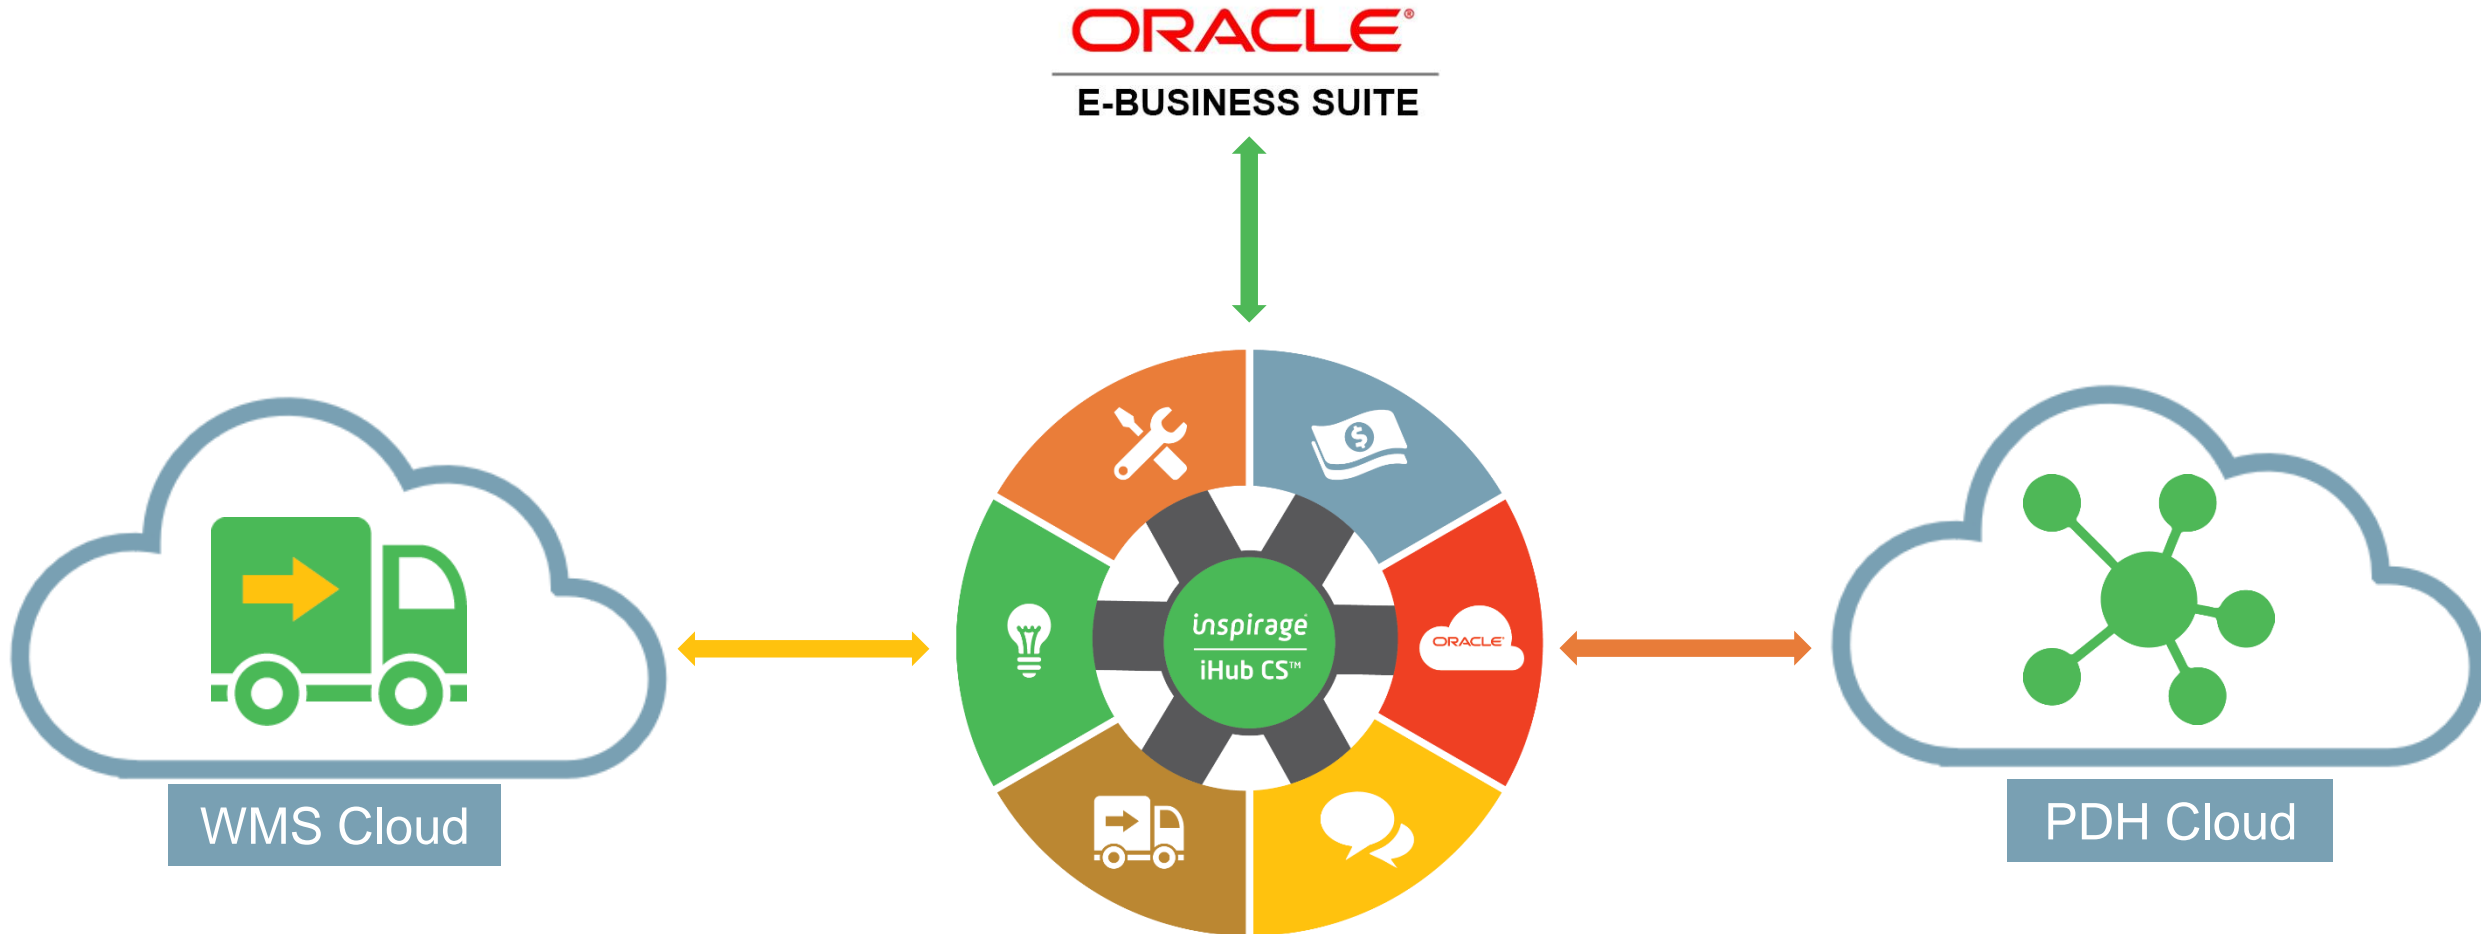 ORACLE®
E-BUSINESS SUITE
$
ORACLE®
inspirage®
iHub CS™
WMS Cloud
PDH Cloud